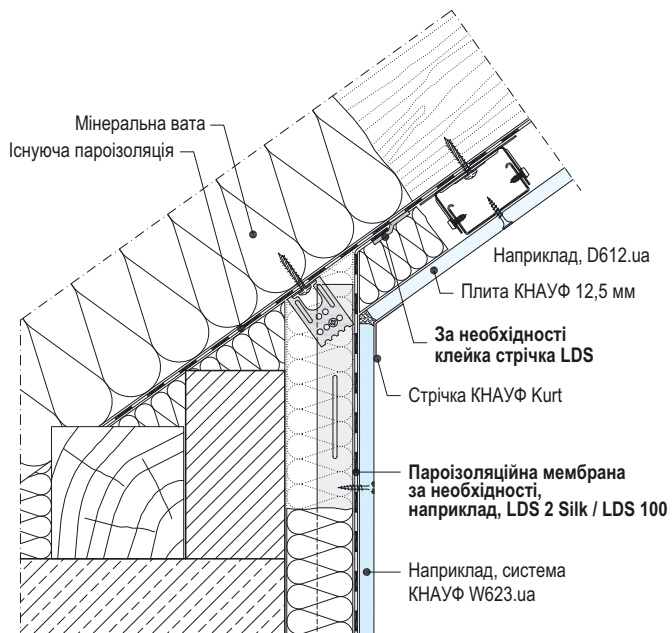 Мінеральна вата
Існуюча пароізоляція
Наприклад, D612.ua
Плита КНАУФ 12,5 мм
За необхідності
клейка стрічка LDS
Стрічка КНАУФ Kurt
Пароізоляційна мембрана
за необхідності,
наприклад, LDS 2 Silk / LDS 100
Наприклад, система
КНАУФ W623.ua